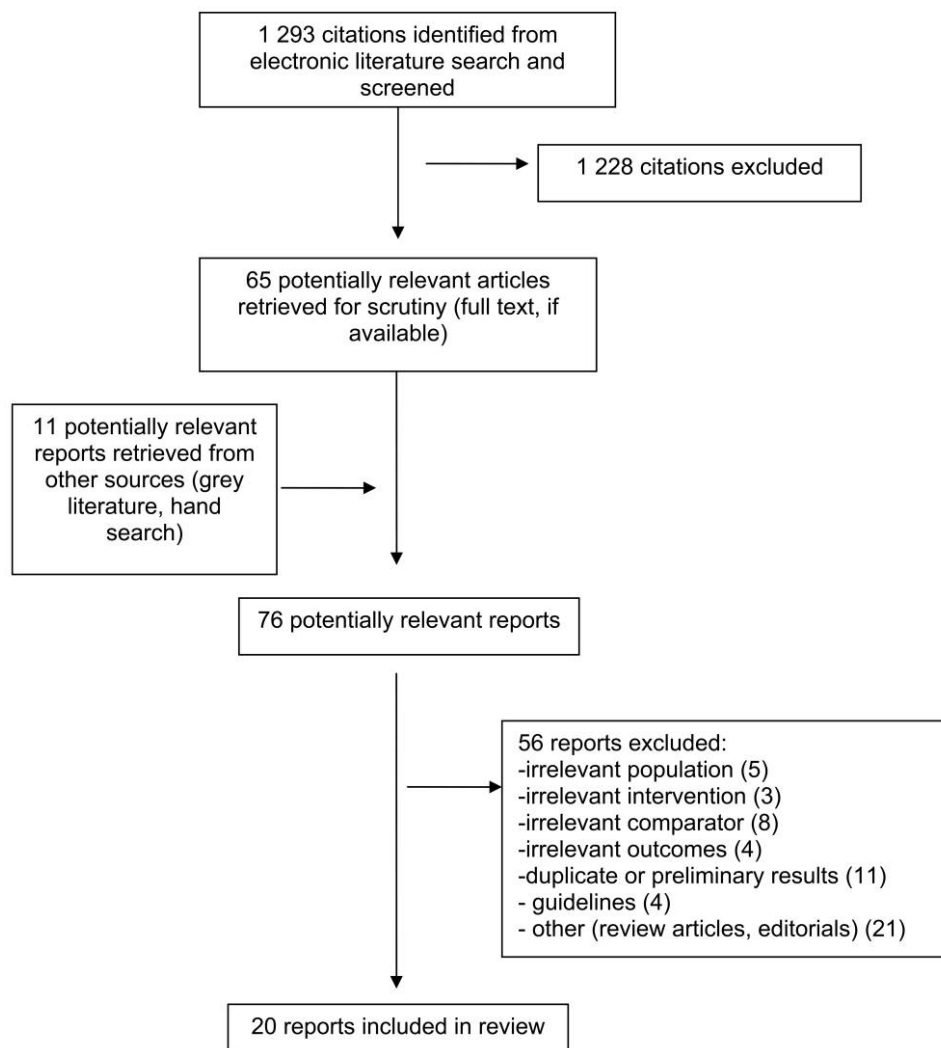 1 293 citations identified from
electronic literature search and
screened
1 228 citations excluded
65 potentially relevant articles
retrieved for scrutiny (full text, if
available)
11 potentially relevant
reports retrieved from
other sources (grey
literature, hand
search)
76 potentially relevant reports
56 reports excluded:
-irrelevant population (5)
-irrelevant intervention (3)
-irrelevant comparator (8)
-irrelevant outcomes (4)
-duplicate or preliminary results (11)
- guidelines (4)
- other (review articles, editorials) (21)
20 reports included in review